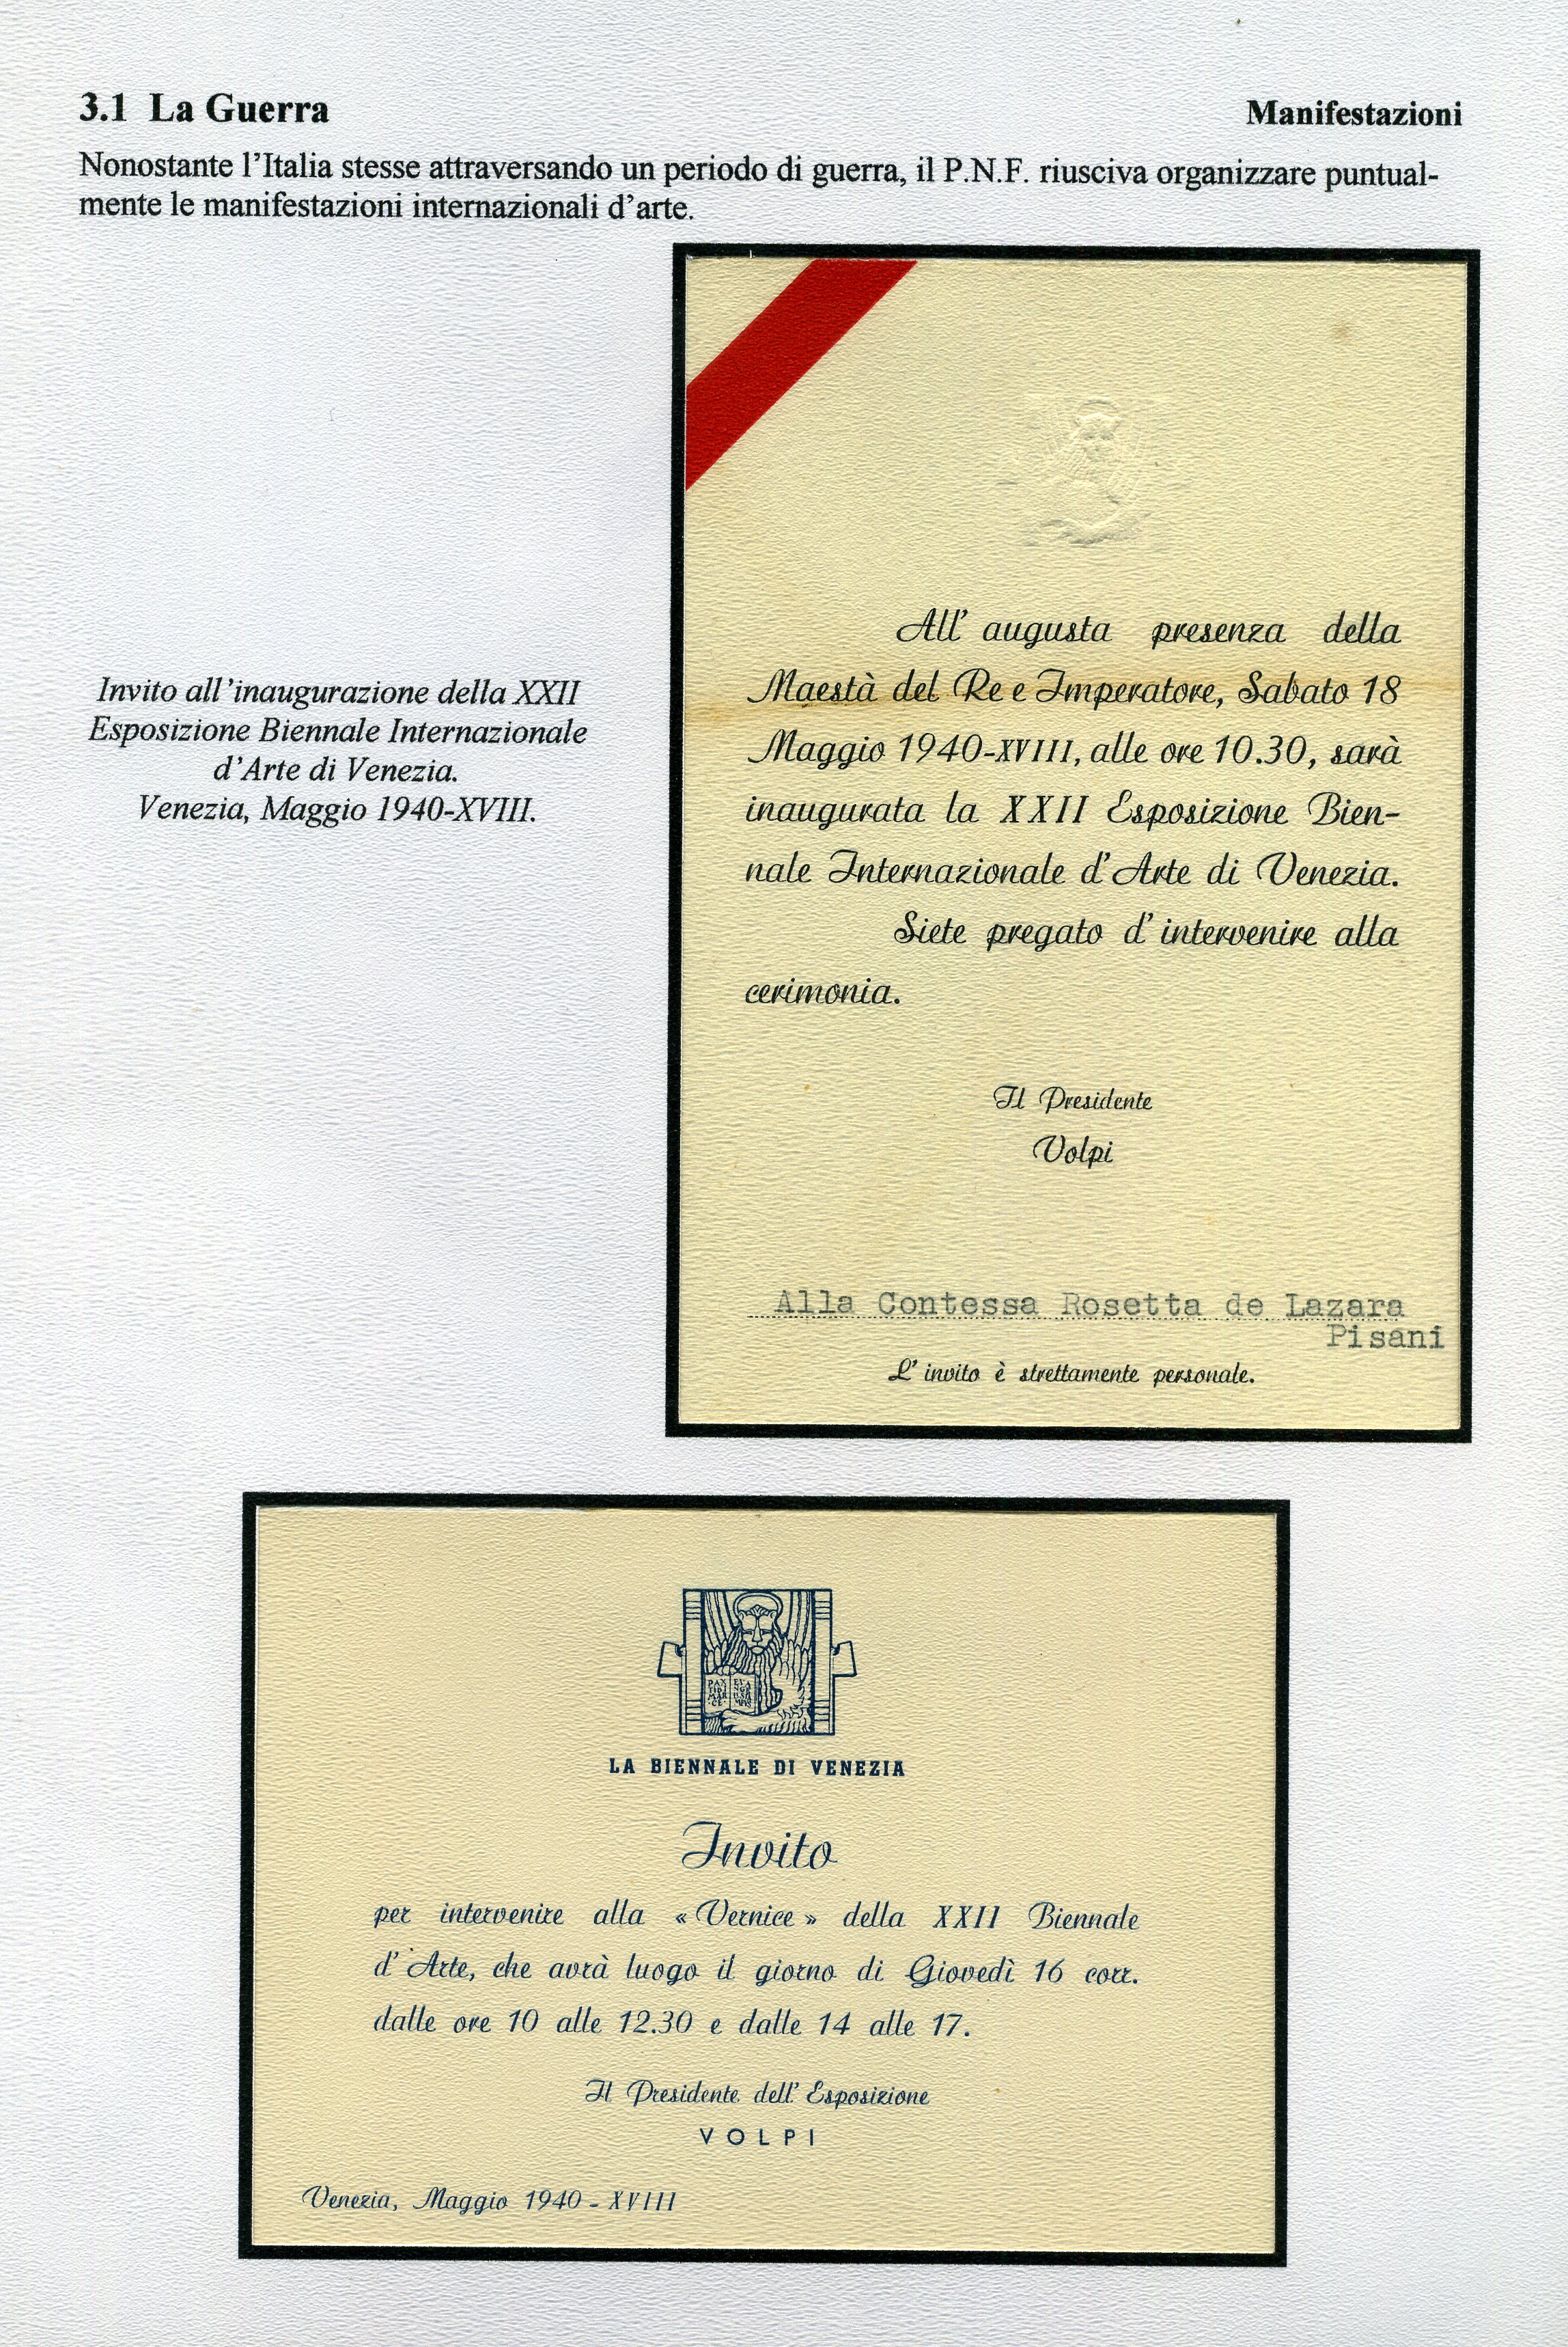 3.1 La Guerra
Manifestazioni
Nonostante l'Italia stesse attraversando un periodo di guerra, il P.N.F. riusciva organizzare puntual-
mente le manifestazioni internazionali d'arte.
Invito all'inaugurazione della XXII
Esposizione Biennale Internazionale
d'Arte di Venezia.
Venezia, Maggio 1940-XVIII.
All' augusta presenza della
Maestà del Re e Imperatore, Sabato 18
Maggio 1940-XVIII, alle ore 10.30, sarà
inaugurata la XXII Esposizione Bien-
nale Internazionale d'Arte di Venezia.
Siete pregato d'intervenire alla
cerimonia.
Il Presidente
Volpi
Alla Contessa Rosetta de Lazara
Pisani
L' invito è strettamente personale.
LA BIENNALE DI VENEZIA
Invito
per intervenire alla « Vernice » della XXII Biennale
d' Arte, che avrà luogo il giorno di Giovedì 16 corr.
dalle ore 10 alle 12.30 e dalle 14 alle 17.
Il Presidente dell' Esposizione
VOLPI
Venezia, Maggio 1940 - XVIII